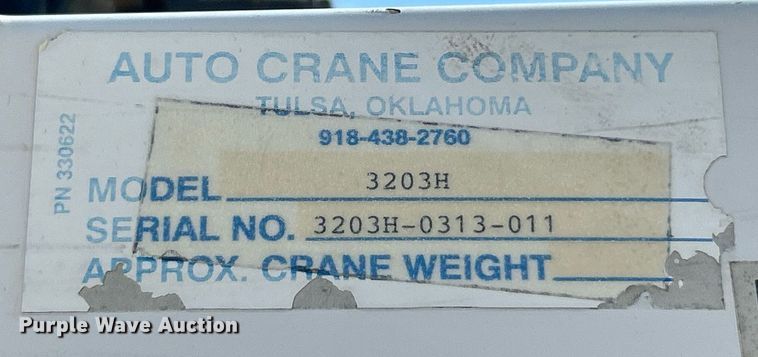 AUTO CRANE COMPANY
TULSA, OKLAHOMA
918-438-2760
PN 330622
MODEL 3203H
SERIAL NO. 3203H-0313-011
APPROX. CRANE WEIGHT
Purple Wave Auction